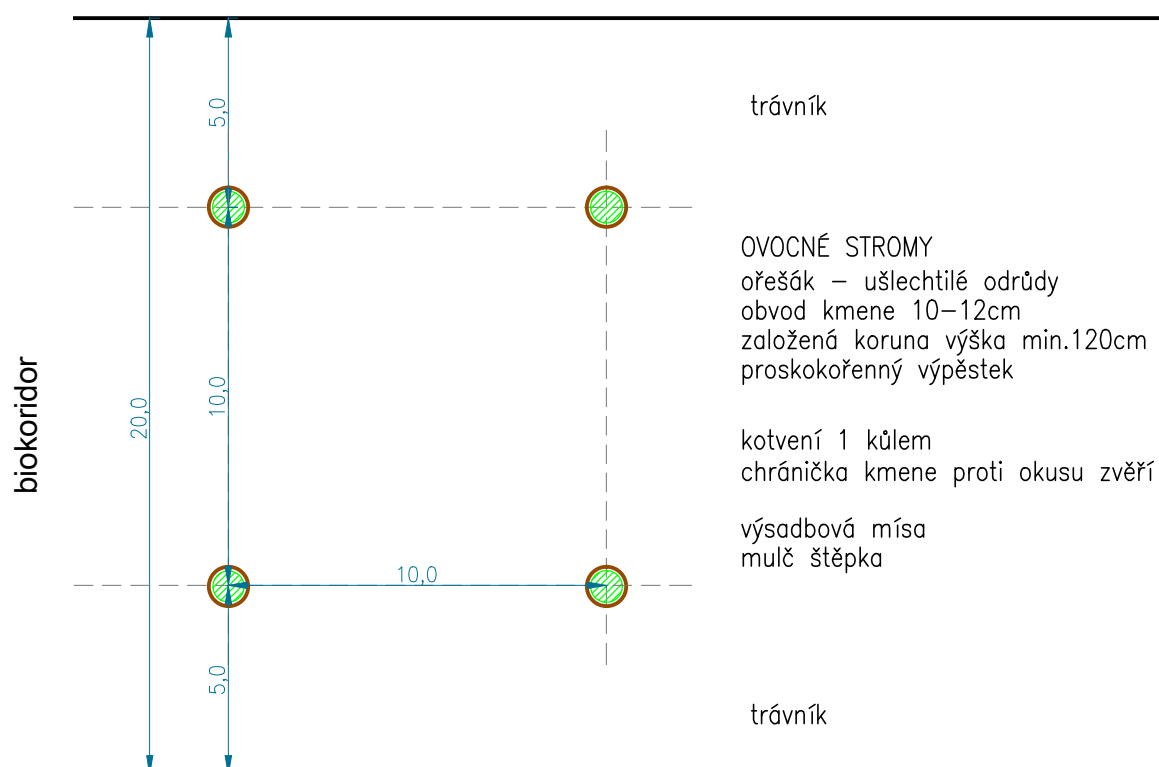 trávník
5,0
OVOCNÉ STROMY
ořešák – ušlechtilé odrůdy
obvod kmene 10–12cm
založená koruna výška min.120cm
proskokořenný výpěstek
biokoridor
20,0
10,0
kotvení 1 kůlem
chránička kmene proti okusu zvěří
výsadbová mísa
mulč štěpka
10,0
5,0
trávník